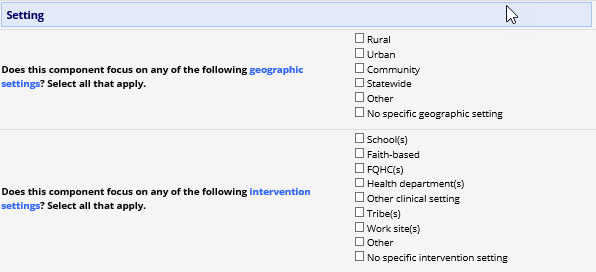 Setting
Does this component focus on any of the following geographic
settings? Select all that apply.
Rural
Urban
Community
Statewide
Other
No specific geographic setting
Does this component focus on any of the following intervention
settings? Select all that apply.
School(s)
Faith-based
FQHC(s)
Health department(s)
Other clinical setting
Tribe(s)
Work site(s)
Other
No specific intervention setting